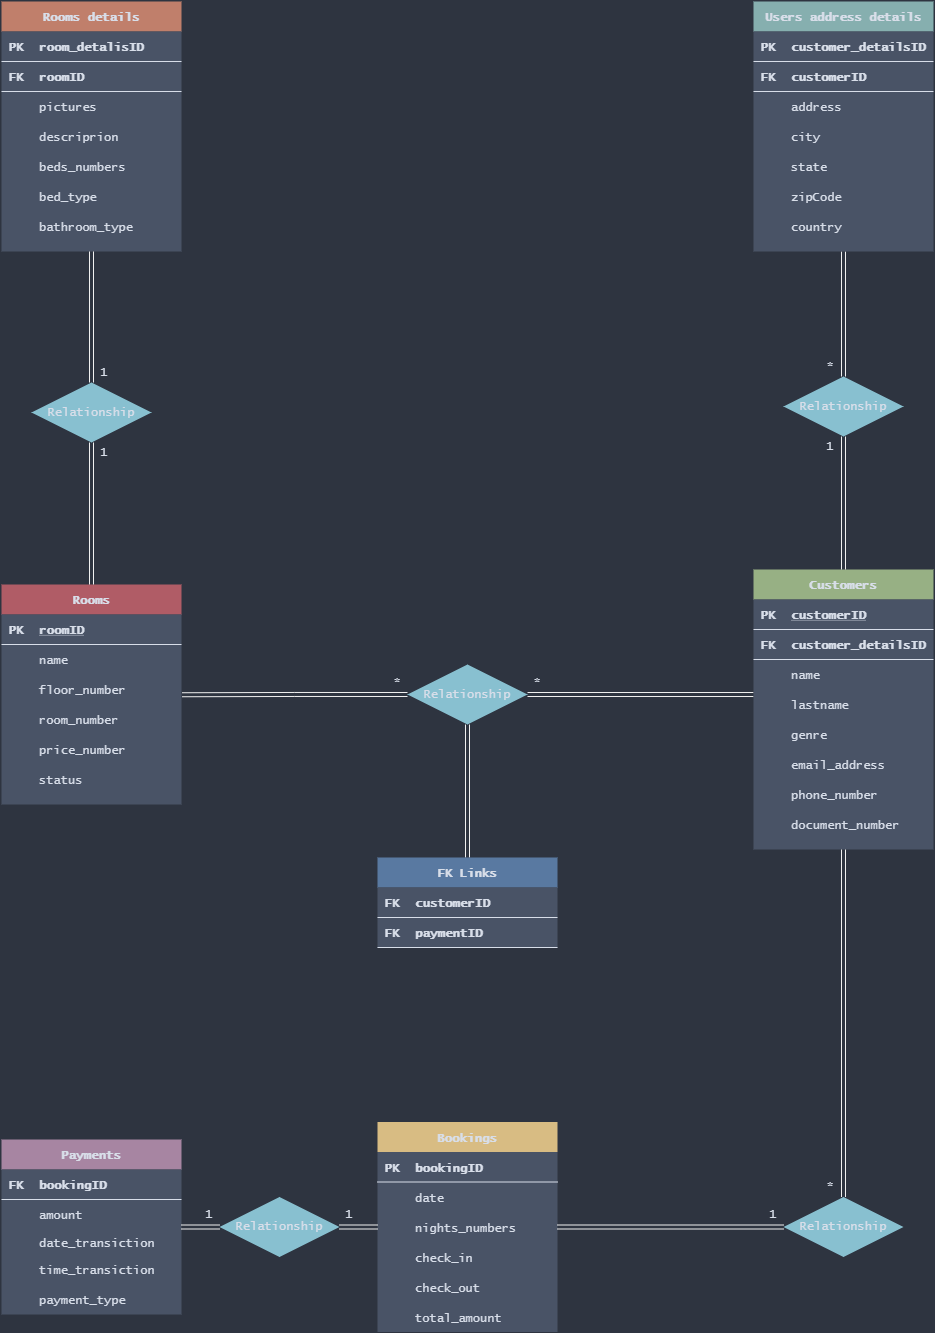 Rooms details
PK room_detalisID
FK roomID
pictures
descriprion
beds_numbers
bed_type
bathroom_type
Users address details
PK customer_detailsID
FK customerID
address
city
state
zipCode
country
1
Relationship
1
*
Relationship
1
Rooms
PK roomID
name
floor_number
room_number
price_number
status
*
Relationship
*
Customers
PK customerID
FK customer_detailsID
name
lastname
genre
email_address
phone_number
document_number
FK Links
FK customerID
FK paymentID
Payments
FK bookingID
amount
date_transiction
time_transiction
payment_type
1
Relationship
1
Bookings
PK bookingID
date
nights_numbers
check_in
check_out
total_amount
1
*
Relationship